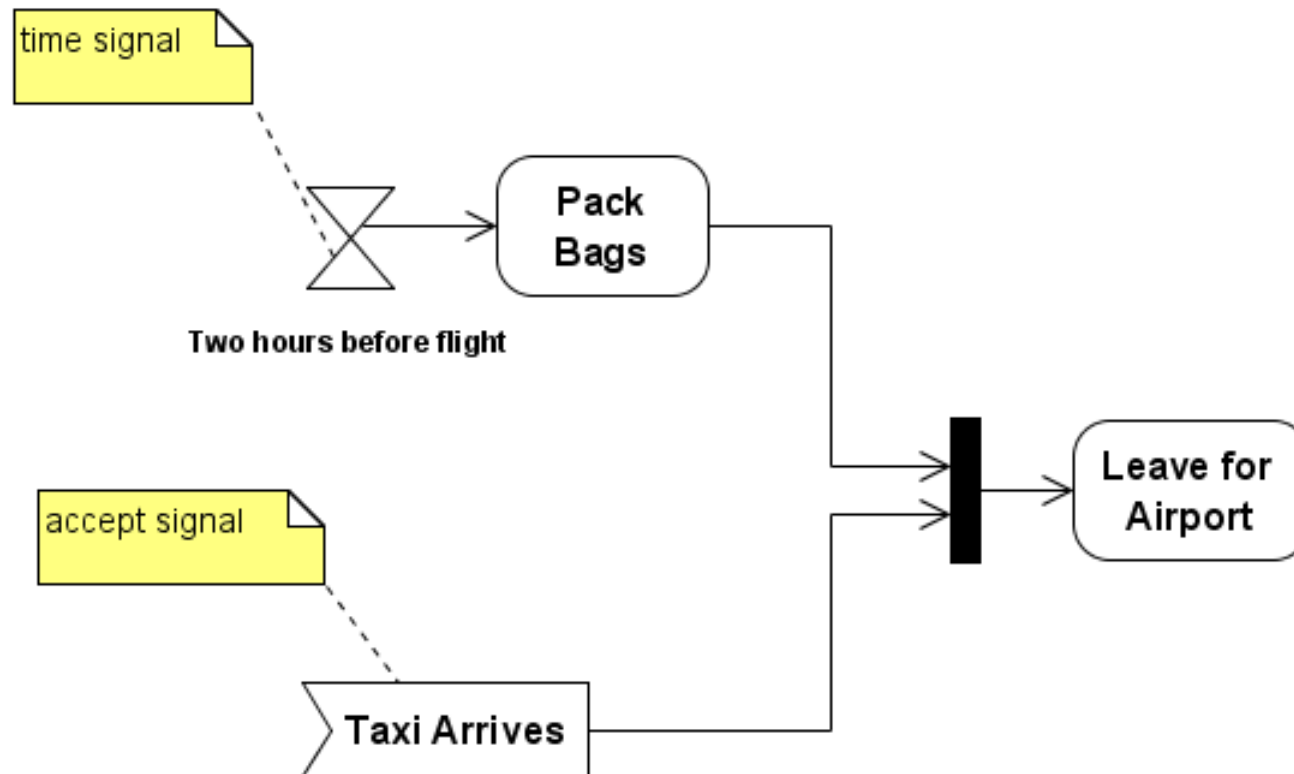 time signal
Pack
Bags
Two hours before flight
Leave for
Airport
accept signal
Taxi Arrives